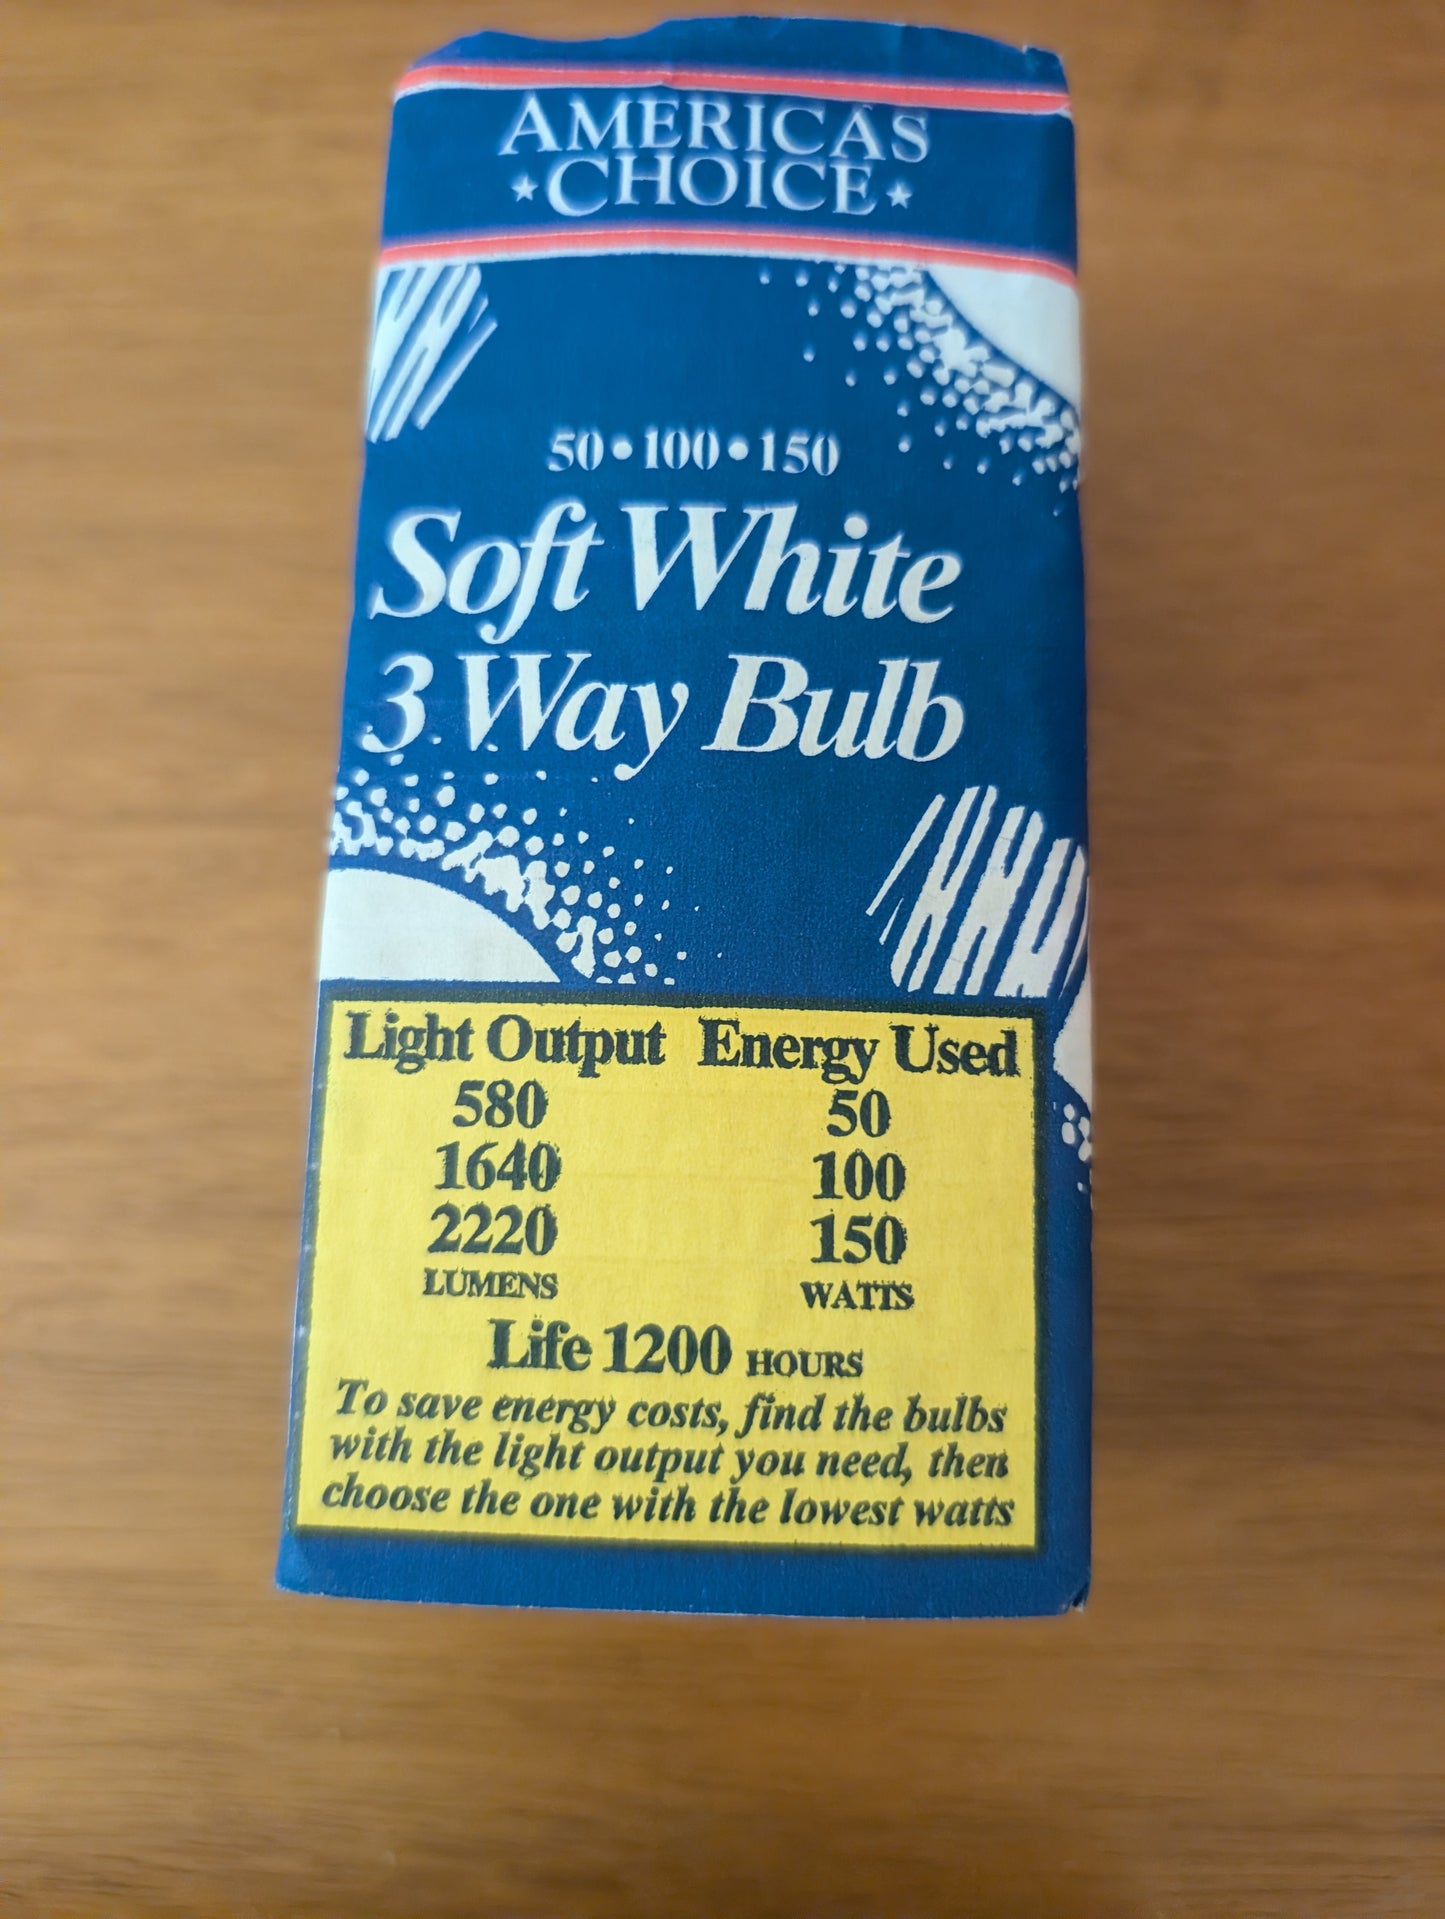 AMERICA'S
★CHOICE★
50•100•150
Soft White
3 Way Bulb
Light Output Energy Used
580 50
1640 100
2220 150
LUMENS WATTS
Life 1200 HOURS
To save energy costs, find the bulbs
with the light output you need, then
choose the one with the lowest watts